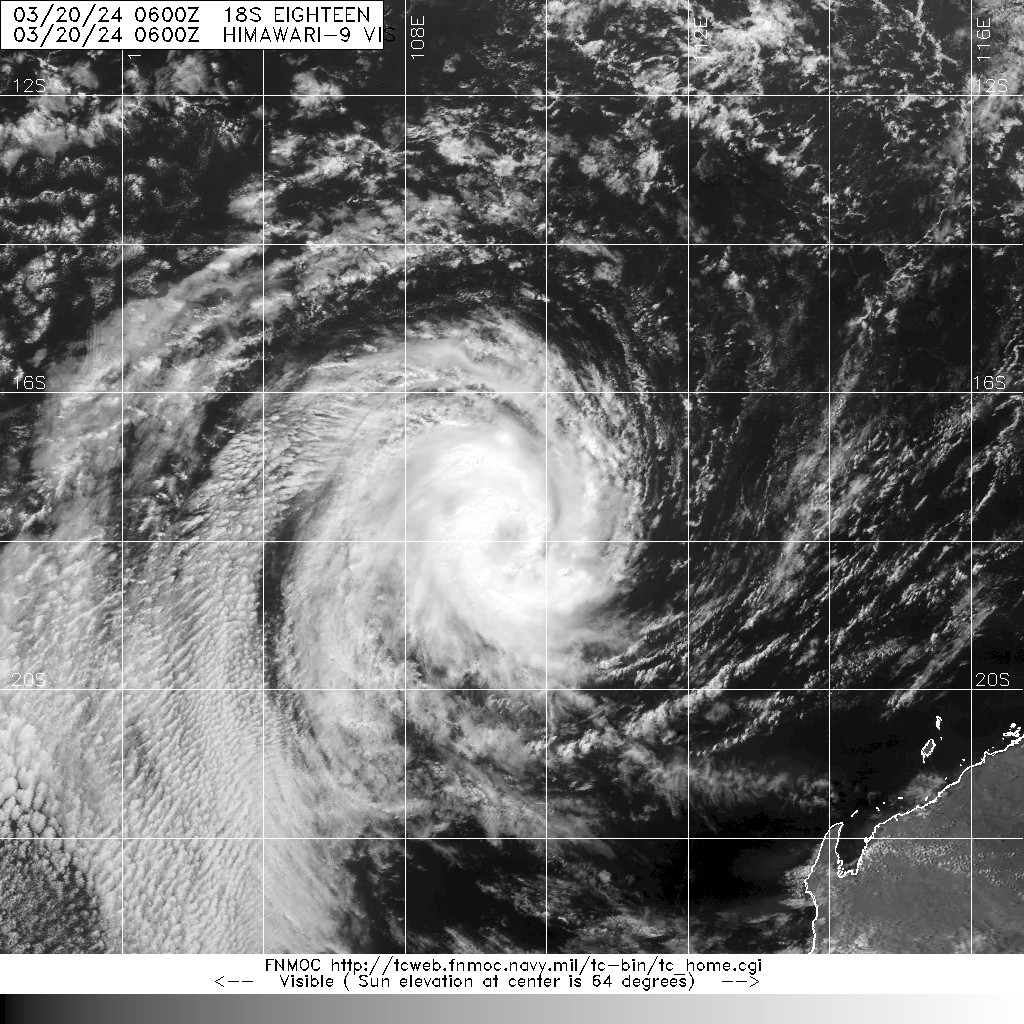 03/20/24 0600Z 18S EIGHTEEN
03/20/24 0600Z HIMAWARI-9 VIS
1
108E
112E
116E
12S
12S
16S
16S
20S
20S
FNMOC http://tcweb.fnmoc.navy.mil/tc-bin/tc_home.cgi
<-- Visible ( Sun elevation at center is 64 degrees) -->